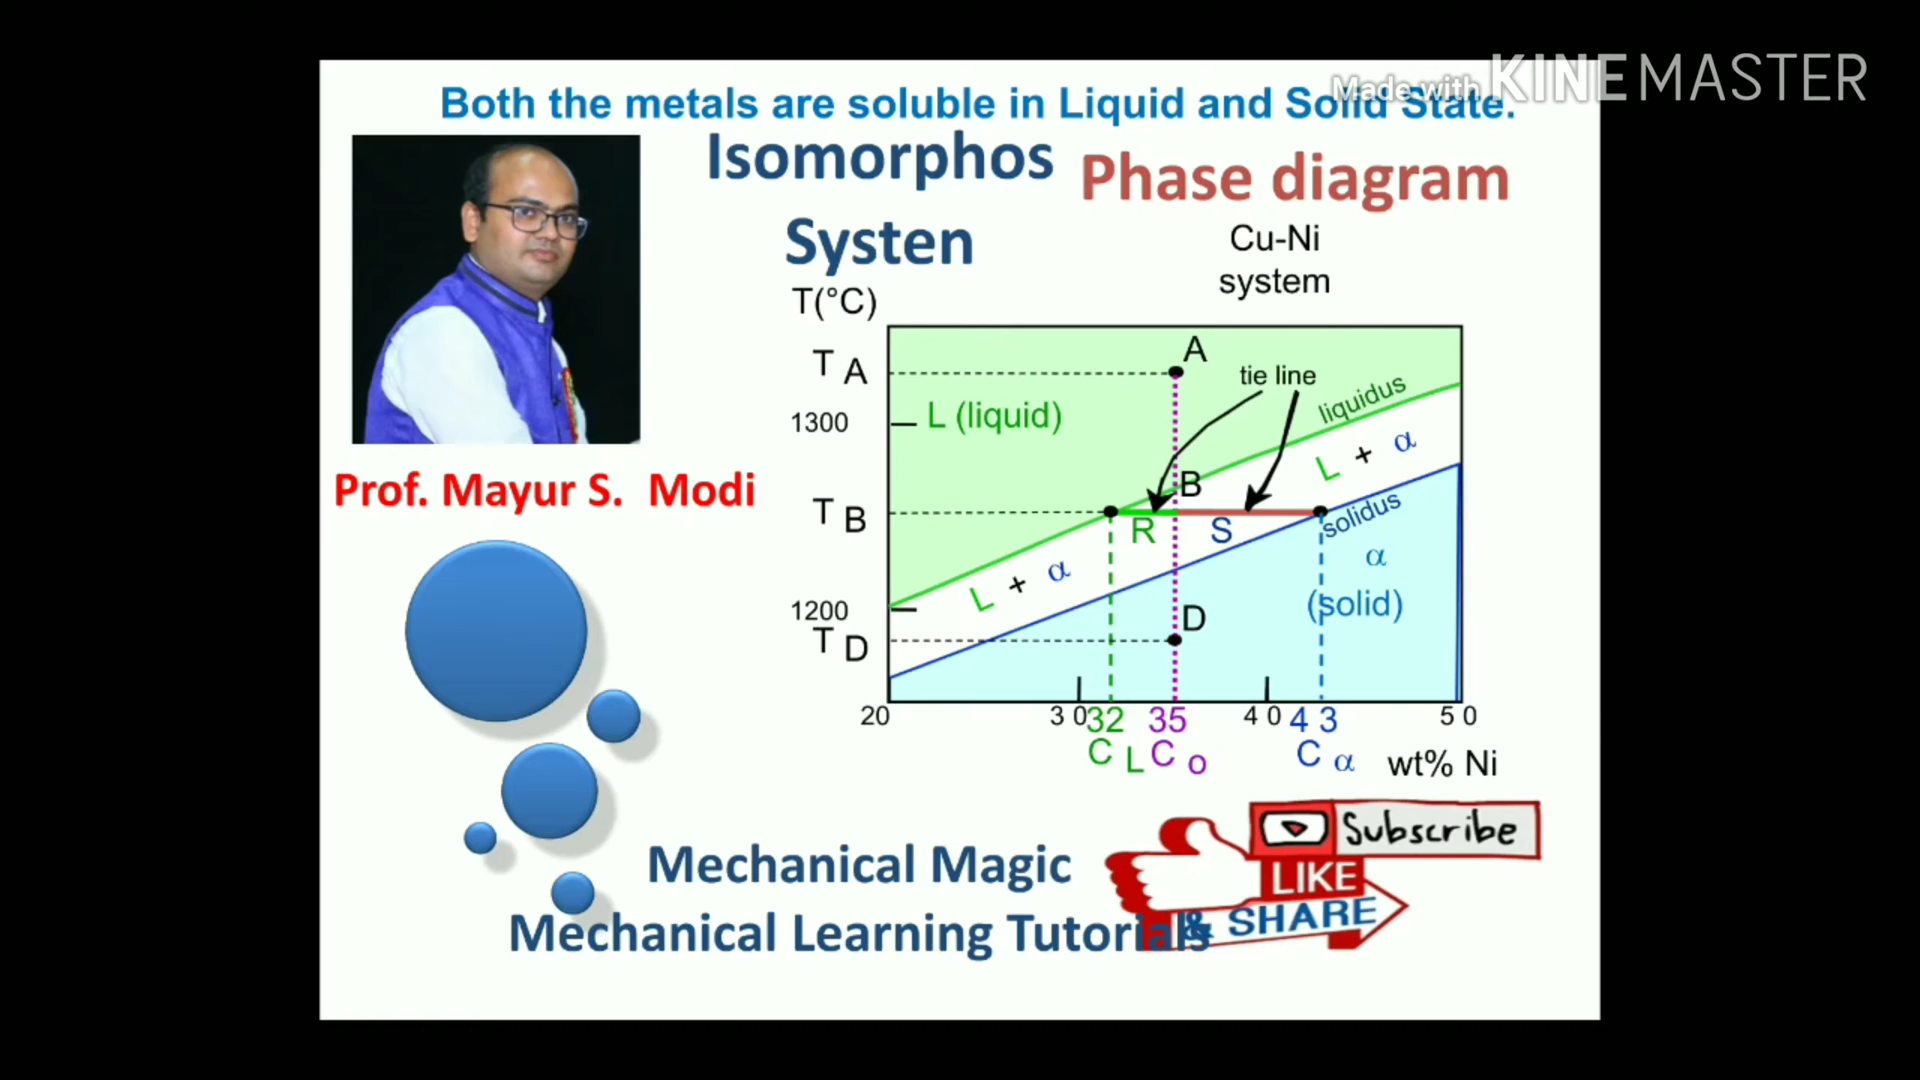 Made with KINEMASTER
Both the metals are soluble in Liquid and Solid State.
Isomorphos
Phase diagram
Systen
Cu-Ni
system
T(°C)
T A
A
tie line
liquidus
1300
L (liquid)
L + α
Prof. Mayur S. Modi
B
T B
R
S
solidus
α
L + α
(solid)
1200
D
T D
20
30
32
35
40
43
50
C L
C o
C α
wt% Ni
Subscribe
Mechanical Magic
LIKE
& SHARE
Mechanical Learning Tutorials